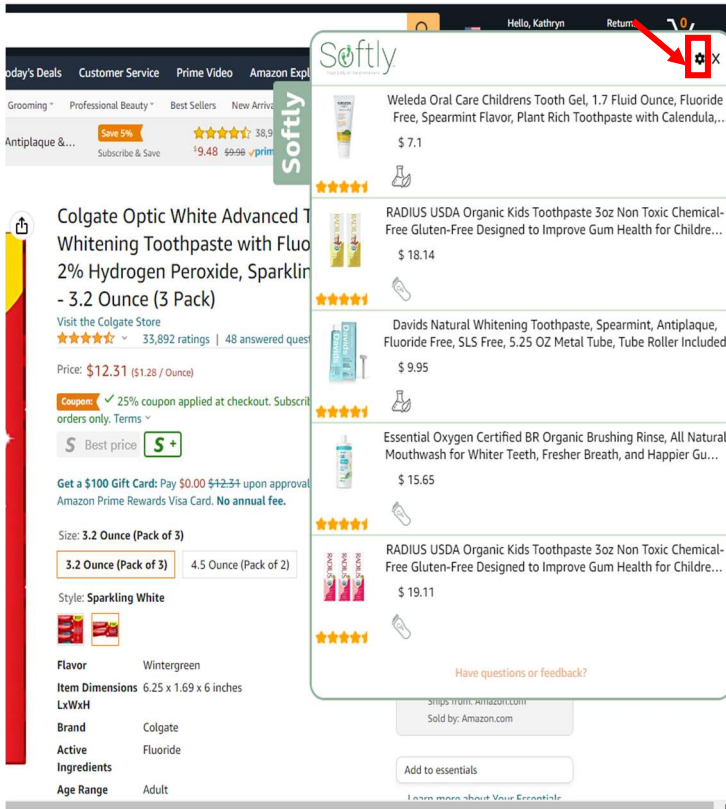 Hello, Kathryn
Return
0
oday's Deals Customer Service Prime Video Amazon Expl
Grooming Professional Beauty Best Sellers New Arriva
Antiplaque &...
Save 5%
Subscribe & Save
38,9
$9.48 $9.98 prim
Softly
Colgate Optic White Advanced T
Whitening Toothpaste with Fluo
2% Hydrogen Peroxide, Sparklin
- 3.2 Ounce (3 Pack)
Visit the Colgate Store
33,892 ratings | 48 answered quest
Price: $12.31 ($1.28 / Ounce)
Coupon: 25% coupon applied at checkout. Subscrib
orders only. Terms
S Best price S +
Get a $100 Gift Card: Pay $0.00 $12.31 upon approval
Amazon Prime Rewards Visa Card. No annual fee.
Size: 3.2 Ounce (Pack of 3)
3.2 Ounce (Pack of 3) 4.5 Ounce (Pack of 2)
Style: Sparkling White
Flavor Wintergreen
Item Dimensions 6.25 x 1.69 x 6 inches
LxWxH
Brand Colgate
Active Fluoride
Ingredients
Age Range Adult
Softly
X
Weleda Oral Care Childrens Tooth Gel, 1.7 Fluid Ounce, Fluoride
Free, Spearmint Flavor, Plant Rich Toothpaste with Calendula,...
$ 7.1
RADIUS USDA Organic Kids Toothpaste 3oz Non Toxic Chemical-
Free Gluten-Free Designed to Improve Gum Health for Childre...
$ 18.14
Davids Natural Whitening Toothpaste, Spearmint, Antiplaque,
Fluoride Free, SLS Free, 5.25 OZ Metal Tube, Tube Roller Included
$ 9.95
Essential Oxygen Certified BR Organic Brushing Rinse, All Natural
Mouthwash for Whiter Teeth, Fresher Breath, and Happier Gu...
$ 15.65
RADIUS USDA Organic Kids Toothpaste 3oz Non Toxic Chemical-
Free Gluten-Free Designed to Improve Gum Health for Childre...
$ 19.11
Have questions or feedback?
Ships from: Amazon.com
Sold by: Amazon.com
Add to essentials
Learn more about Your Essentials